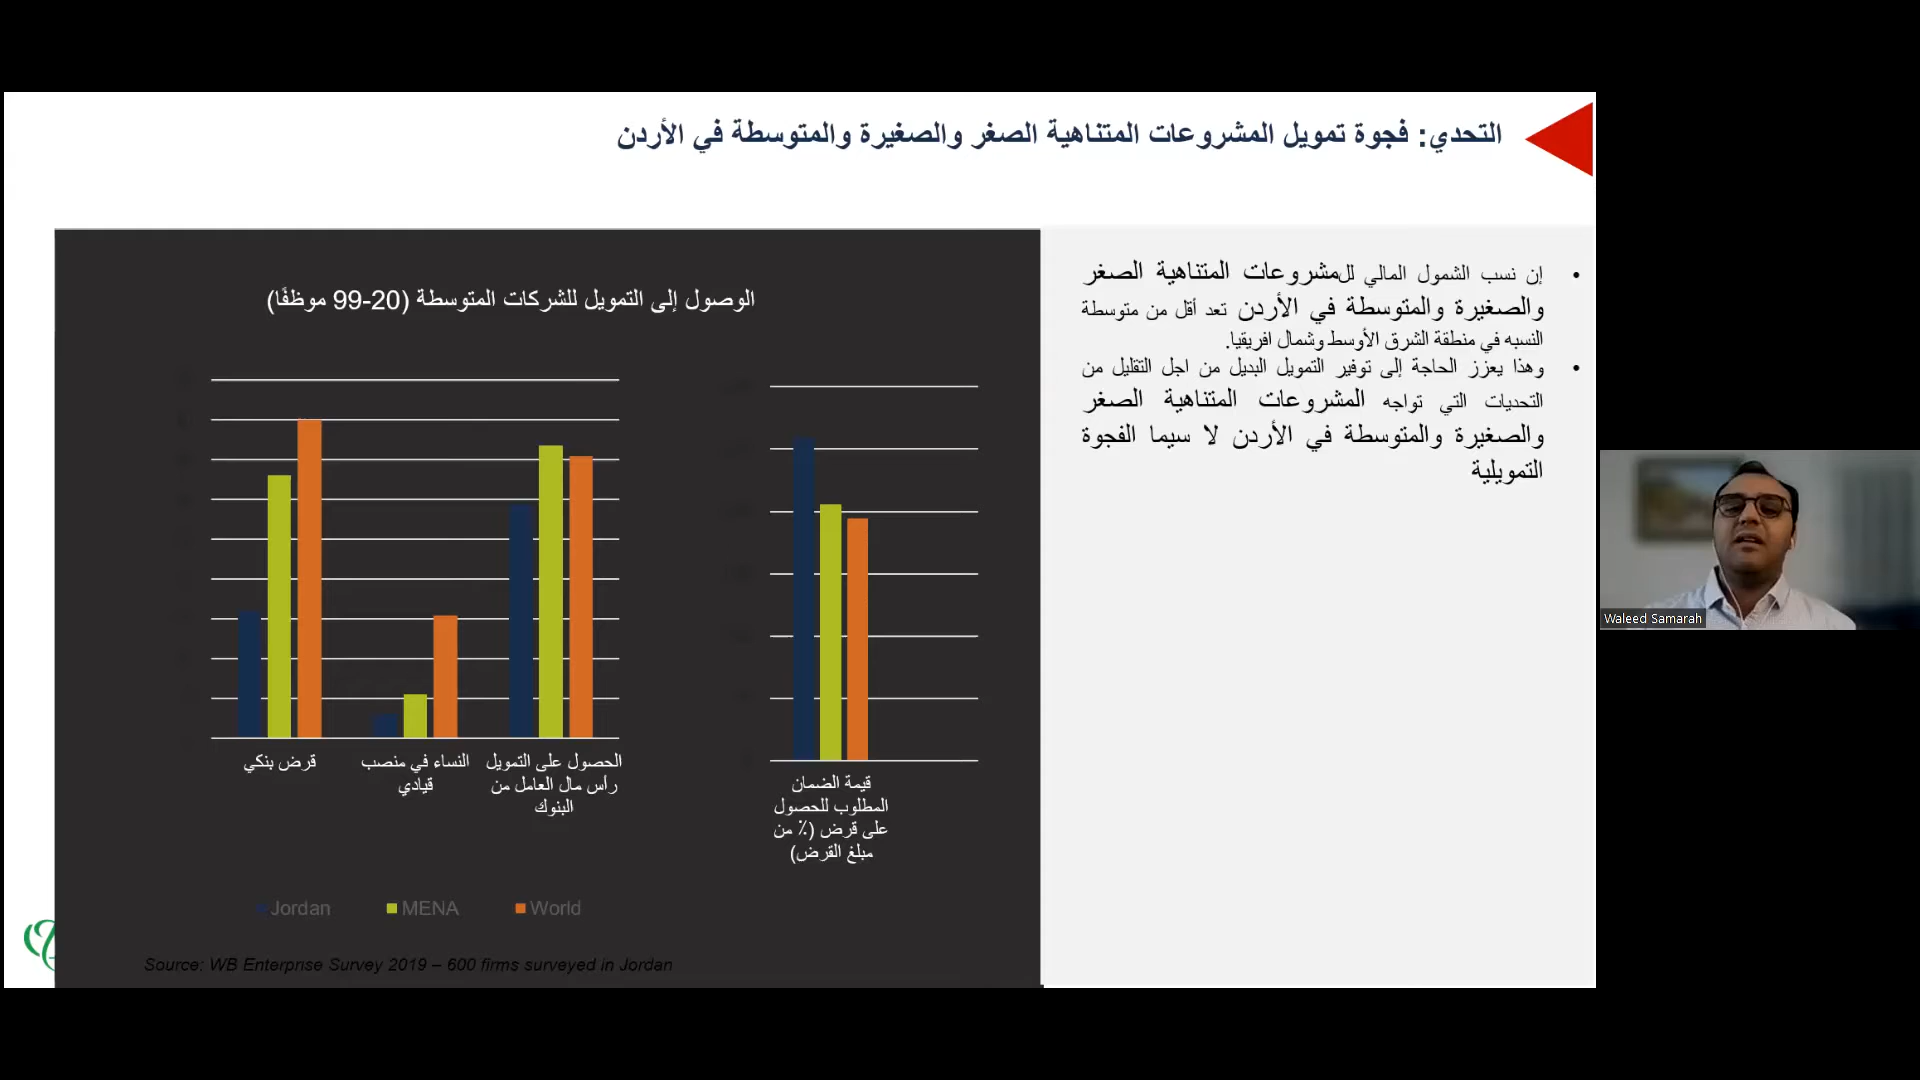 التحدي: فجوة تمويل المشروعات المتناهية الصغر والصغيرة والمتوسطة في الأردن
• إن نسب الشمول المالي للمشروعات المتناهية الصغر
والصغيرة والمتوسطة في الأردن تعد أقل من متوسطة
النسبه في منطقة الشرق الأوسط وشمال افريقيا.
• وهذا يعزز الحاجة إلى توفير التمويل البديل من اجل التقليل من
التحديات التي تواجه المشروعات المتناهية الصغر
والصغيرة والمتوسطة في الأردن لا سيما الفجوة
التمويلية
الوصول إلى التمويل للشركات المتوسطة (20-99 موظفًا)
قرض بنكي
النساء في منصب
قيادي
الحصول على التمويل
رأس مال العامل من
البنوك
قيمة الضمان
المطلوب للحصول
على قرض (٪ من
مبلغ القرض)
Jordan
MENA
World
Source: WB Enterprise Survey 2019 – 600 firms surveyed in Jordan
Waleed Samarah